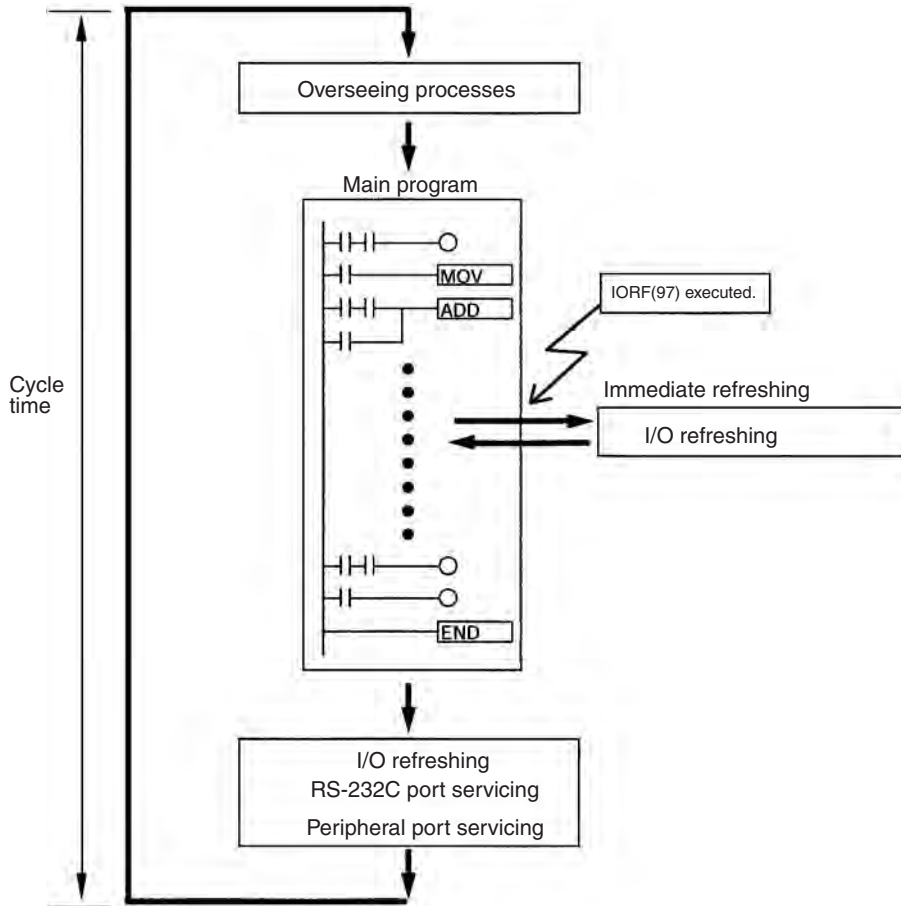 Overseeing processes
Main program
MOV
ADD
IORF(97) executed.
Cycle
time
Immediate refreshing
I/O refreshing
END
I/O refreshing
RS-232C port servicing
Peripheral port servicing